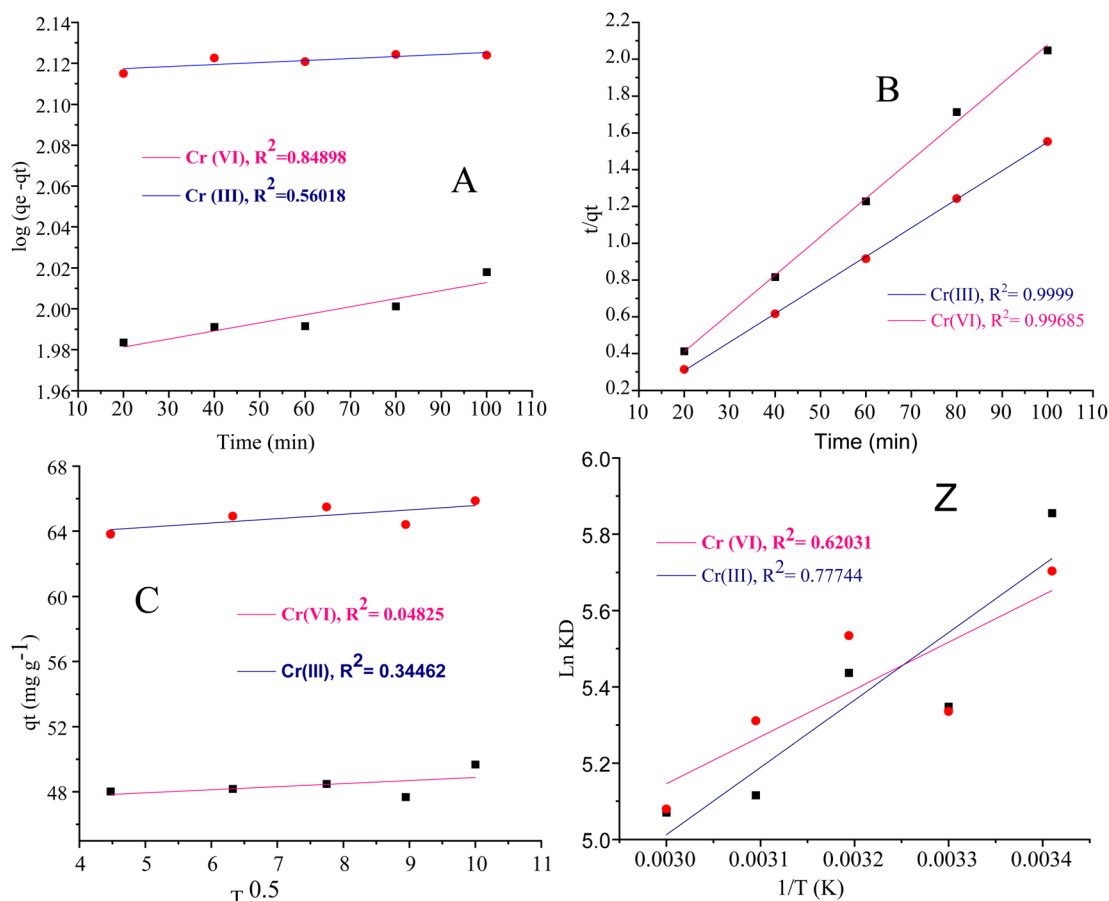 2.14
2.12
2.10
2.08
2.06
2.04
2.02
2.00
1.98
1.96
log (qe -qt)
Cr (VI), R2=0.84898
Cr (III), R2=0.56018
A
10 20 30 40 50 60 70 80 90 100 110
Time (min)
2.2
2.0
1.8
1.6
1.4
1.2
1.0
0.8
0.6
0.4
0.2
t/qt
B
Cr(III), R2= 0.9999
Cr(VI), R2= 0.99685
10 20 30 40 50 60 70 80 90 100 110
Time (min)
68
64
60
56
52
48
qt (mg g-1)
C
Cr(VI), R2= 0.04825
Cr(III), R2= 0.34462
4 5 6 7 8 9 10 11
T 0.5
6.0
5.8
5.6
5.4
5.2
5.0
Ln KD
Z
Cr (VI), R2= 0.62031
Cr(III), R2= 0.77744
0.0030 0.0031 0.0032 0.0033 0.0034
1/T (K)